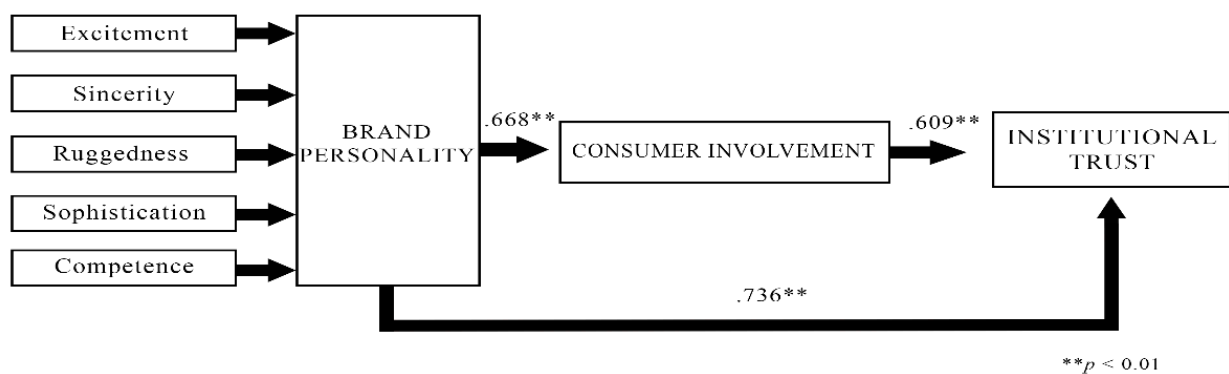 Excitement
Sincerity
Ruggedness
Sophistication
Competence
BRAND
PERSONALITY
.668**
CONSUMER INVOLVEMENT
.609**
INSTITUTIONAL
TRUST
.736**
**p < 0.01